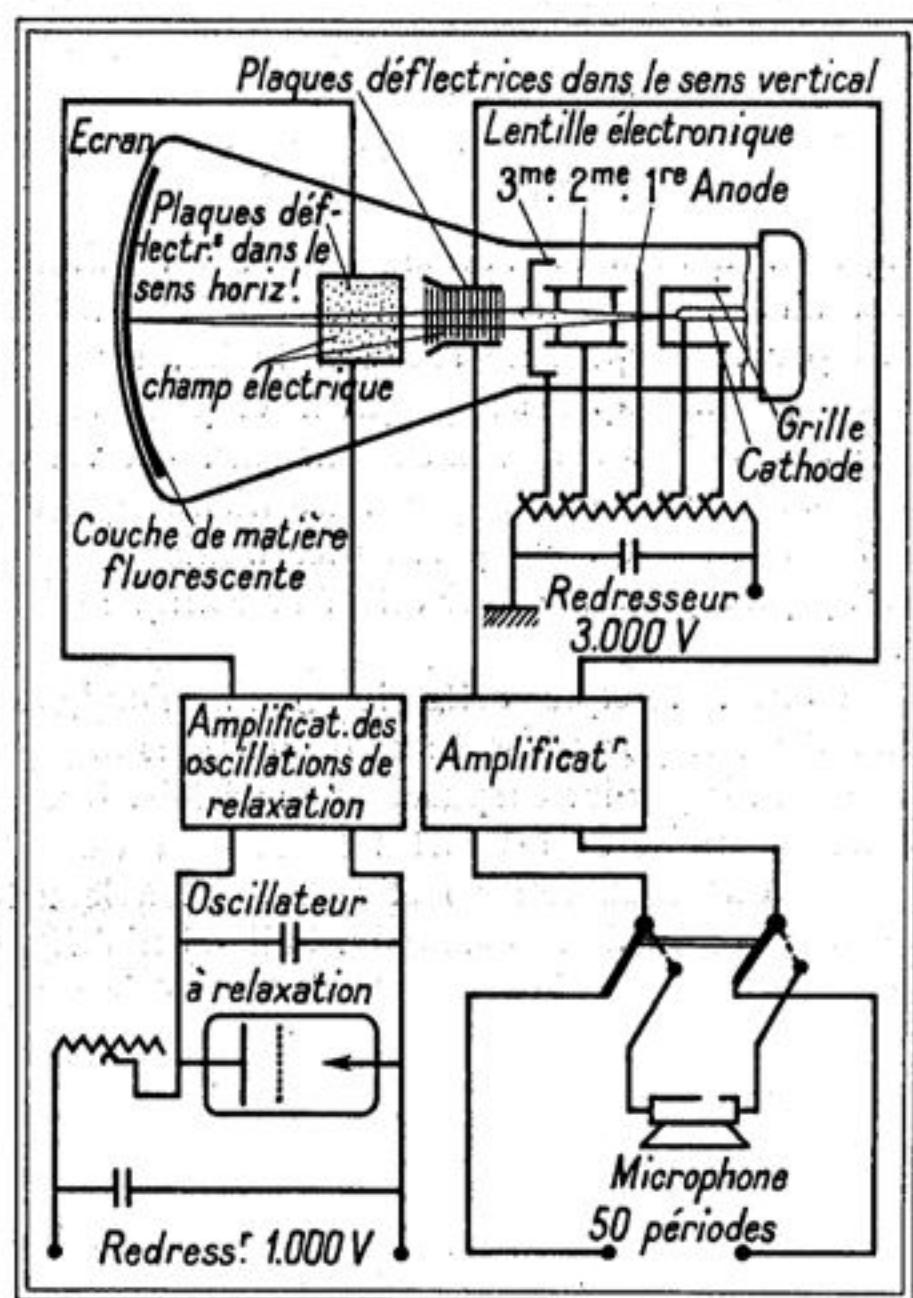 Plaques déflectrices dans le sens vertical
Ecran
Lentille électronique
3me. 2me. 1re Anode
Plaques déf-
flectr.s dans le
sens horiz!
champ électrique
Grille
Cathode
Couche de matière
fluorescente
Redresseur
3.000 V
Amplificat. des
oscillations de
relaxation
Amplificatr
Oscillateur
à relaxation
Microphone
50 périodes
Redress.r 1.000 V